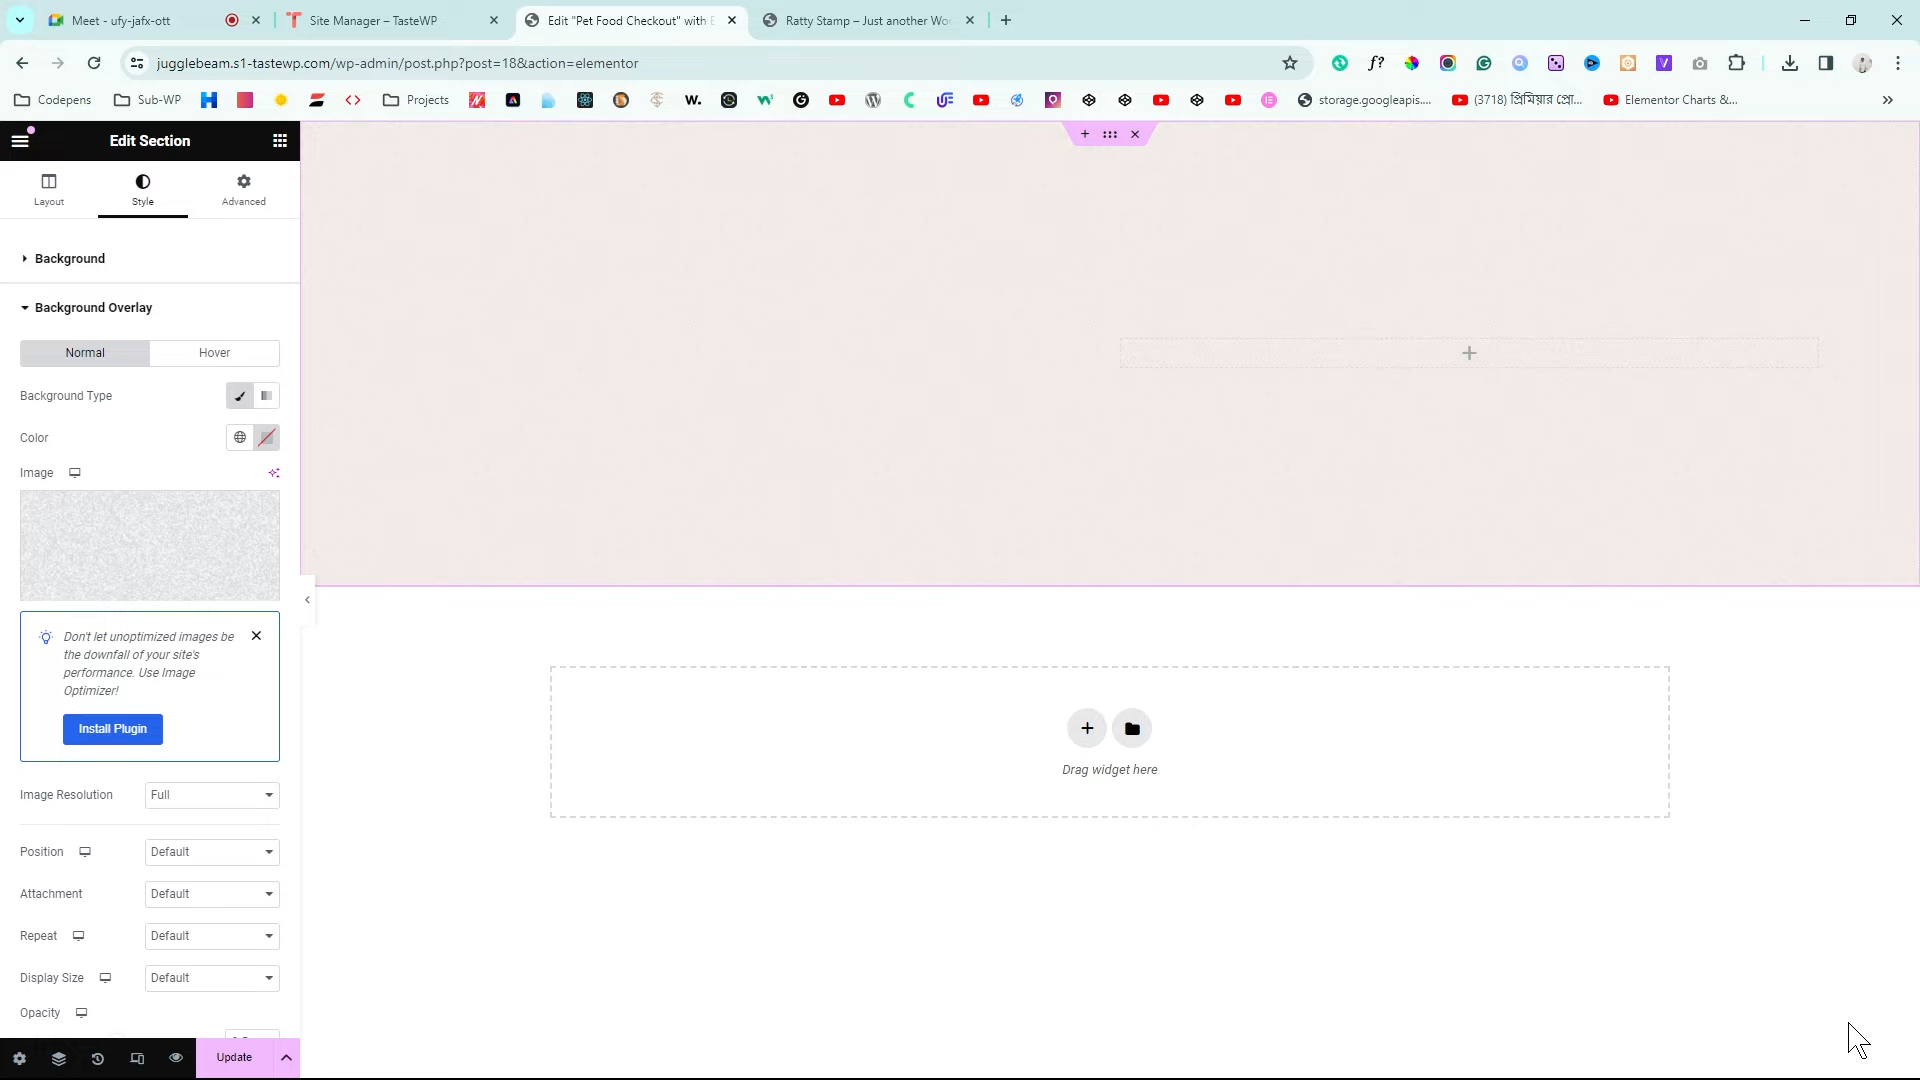 Meet - ufy-jafx-ott
Site Manager – TasteWP
Edit "Pet Food Checkout" with E
Ratty Stamp – Just another Wo
jugglebeam.s1-tastewp.com/wp-admin/post.php?post=18&action=elementor
Codepens
Sub-WP
Projects
storage.googleapis....
(3718) প্রিমিয়ার প্রো...
Elementor Charts &...
Edit Section
Layout
Style
Advanced
Background
Background Overlay
Normal
Hover
Background Type
Color
Image
Don't let unoptimized images be
the downfall of your site's
performance. Use Image
Optimizer!
Install Plugin
Image Resolution
Full
Position
Default
Attachment
Default
Repeat
Default
Display Size
Default
Opacity
Update
Drag widget here